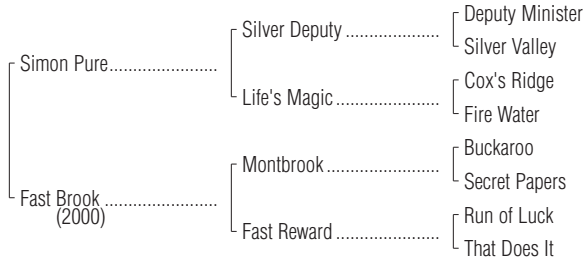 Deputy Minister
Silver Deputy ....................
Silver Valley
Simon Pure.......................
Cox's Ridge
Life's Magic ......................
Fire Water
Buckaroo
Montbrook ........................
Secret Papers
Fast Brook ........................
(2000)
Run of Luck
Fast Reward ......................
That Does It